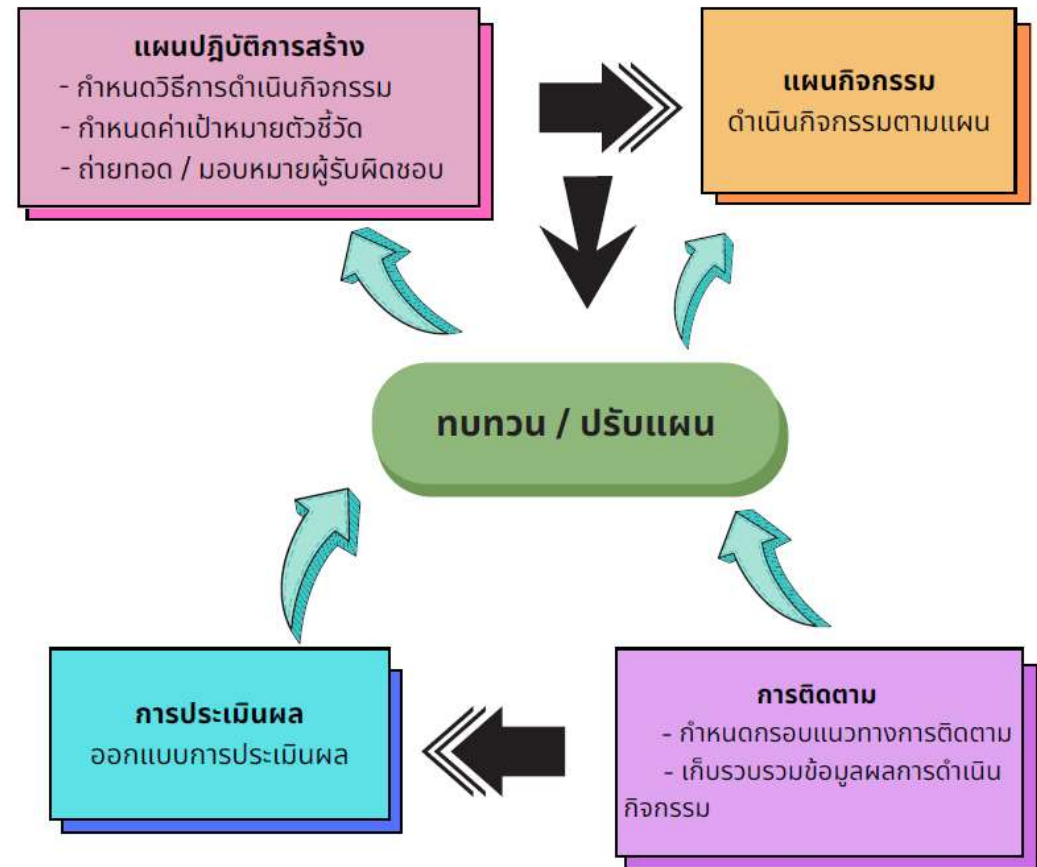 แผนปฎิบัติการสร้าง
- กำหนดวิธีการดำเนินกิจกรรม
- กำหนดค่าเป้าหมายตัวชี้วัด
- ถ่ายทอด / มอบหมายผู้รับผิดชอบ
แผนกิจกรรม
ดำเนินกิจกรรมตามแผน
ทบทวน / ปรับแผน
การประเมินผล
ออกแบบการประเมินผล
การติดตาม
- กำหนดกรอบแนวทางการติดตาม
- เก็บรวบรวมข้อมูลผลการดำเนิน
กิจกรรม